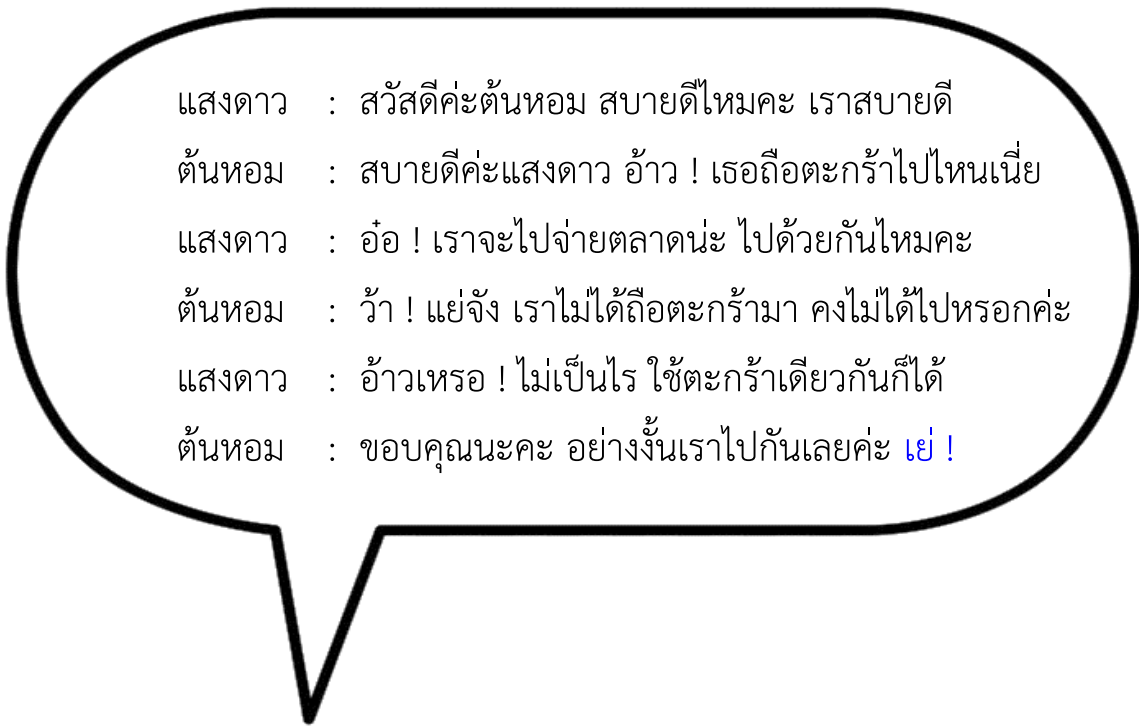 แสงดาว : สวัสดีค่ะต้นหอม สบายดีไหมคะ เราสบายดี
ต้นหอม : สบายดีค่ะแสงดาว อ้าว ! เธอถือตะกร้าไปไหนเนี่ย
แสงดาว : อ๋อ ! เราจะไปจ่ายตลาดน่ะ ไปด้วยกันไหมคะ
ต้นหอม : ว้า ! แย่จัง เราไม่ได้ถือตะกร้ามา คงไม่ได้ไปหรอกค่ะ
แสงดาว : อ้าวเหรอ ! ไม่เป็นไร ใช้ตะกร้าเดียวกันก็ได้
ต้นหอม : ขอบคุณนะคะ อย่างงั้นเราไปกันเลยค่ะ เย่ !